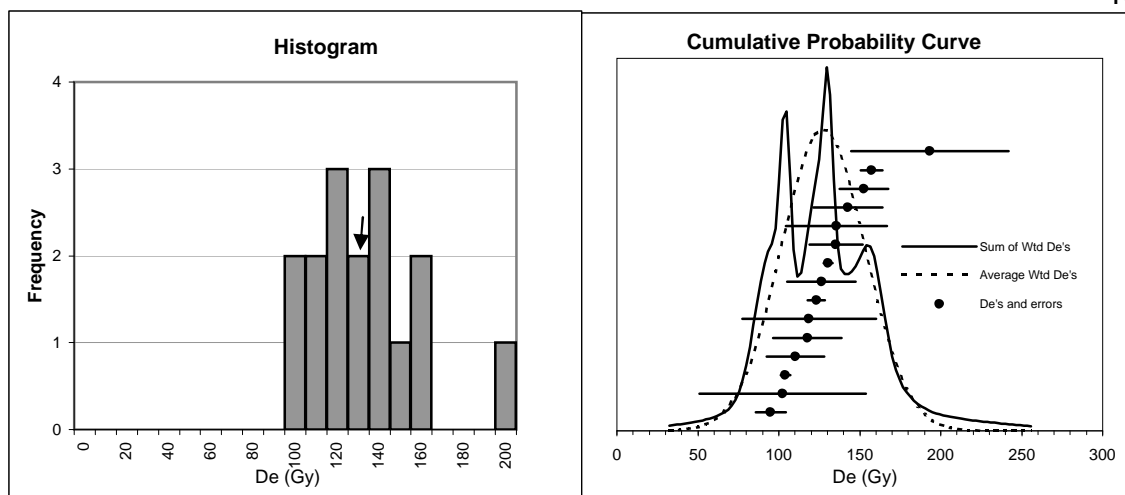 Histogram
4
3
2
1
0
Frequency
0
20
40
60
80
100
120
140
160
180
200
De (Gy)
Cumulative Probability Curve
Sum of Wtd De's
Average Wtd De's
De's and errors
0 50 100 150 200 250 300
De (Gy)